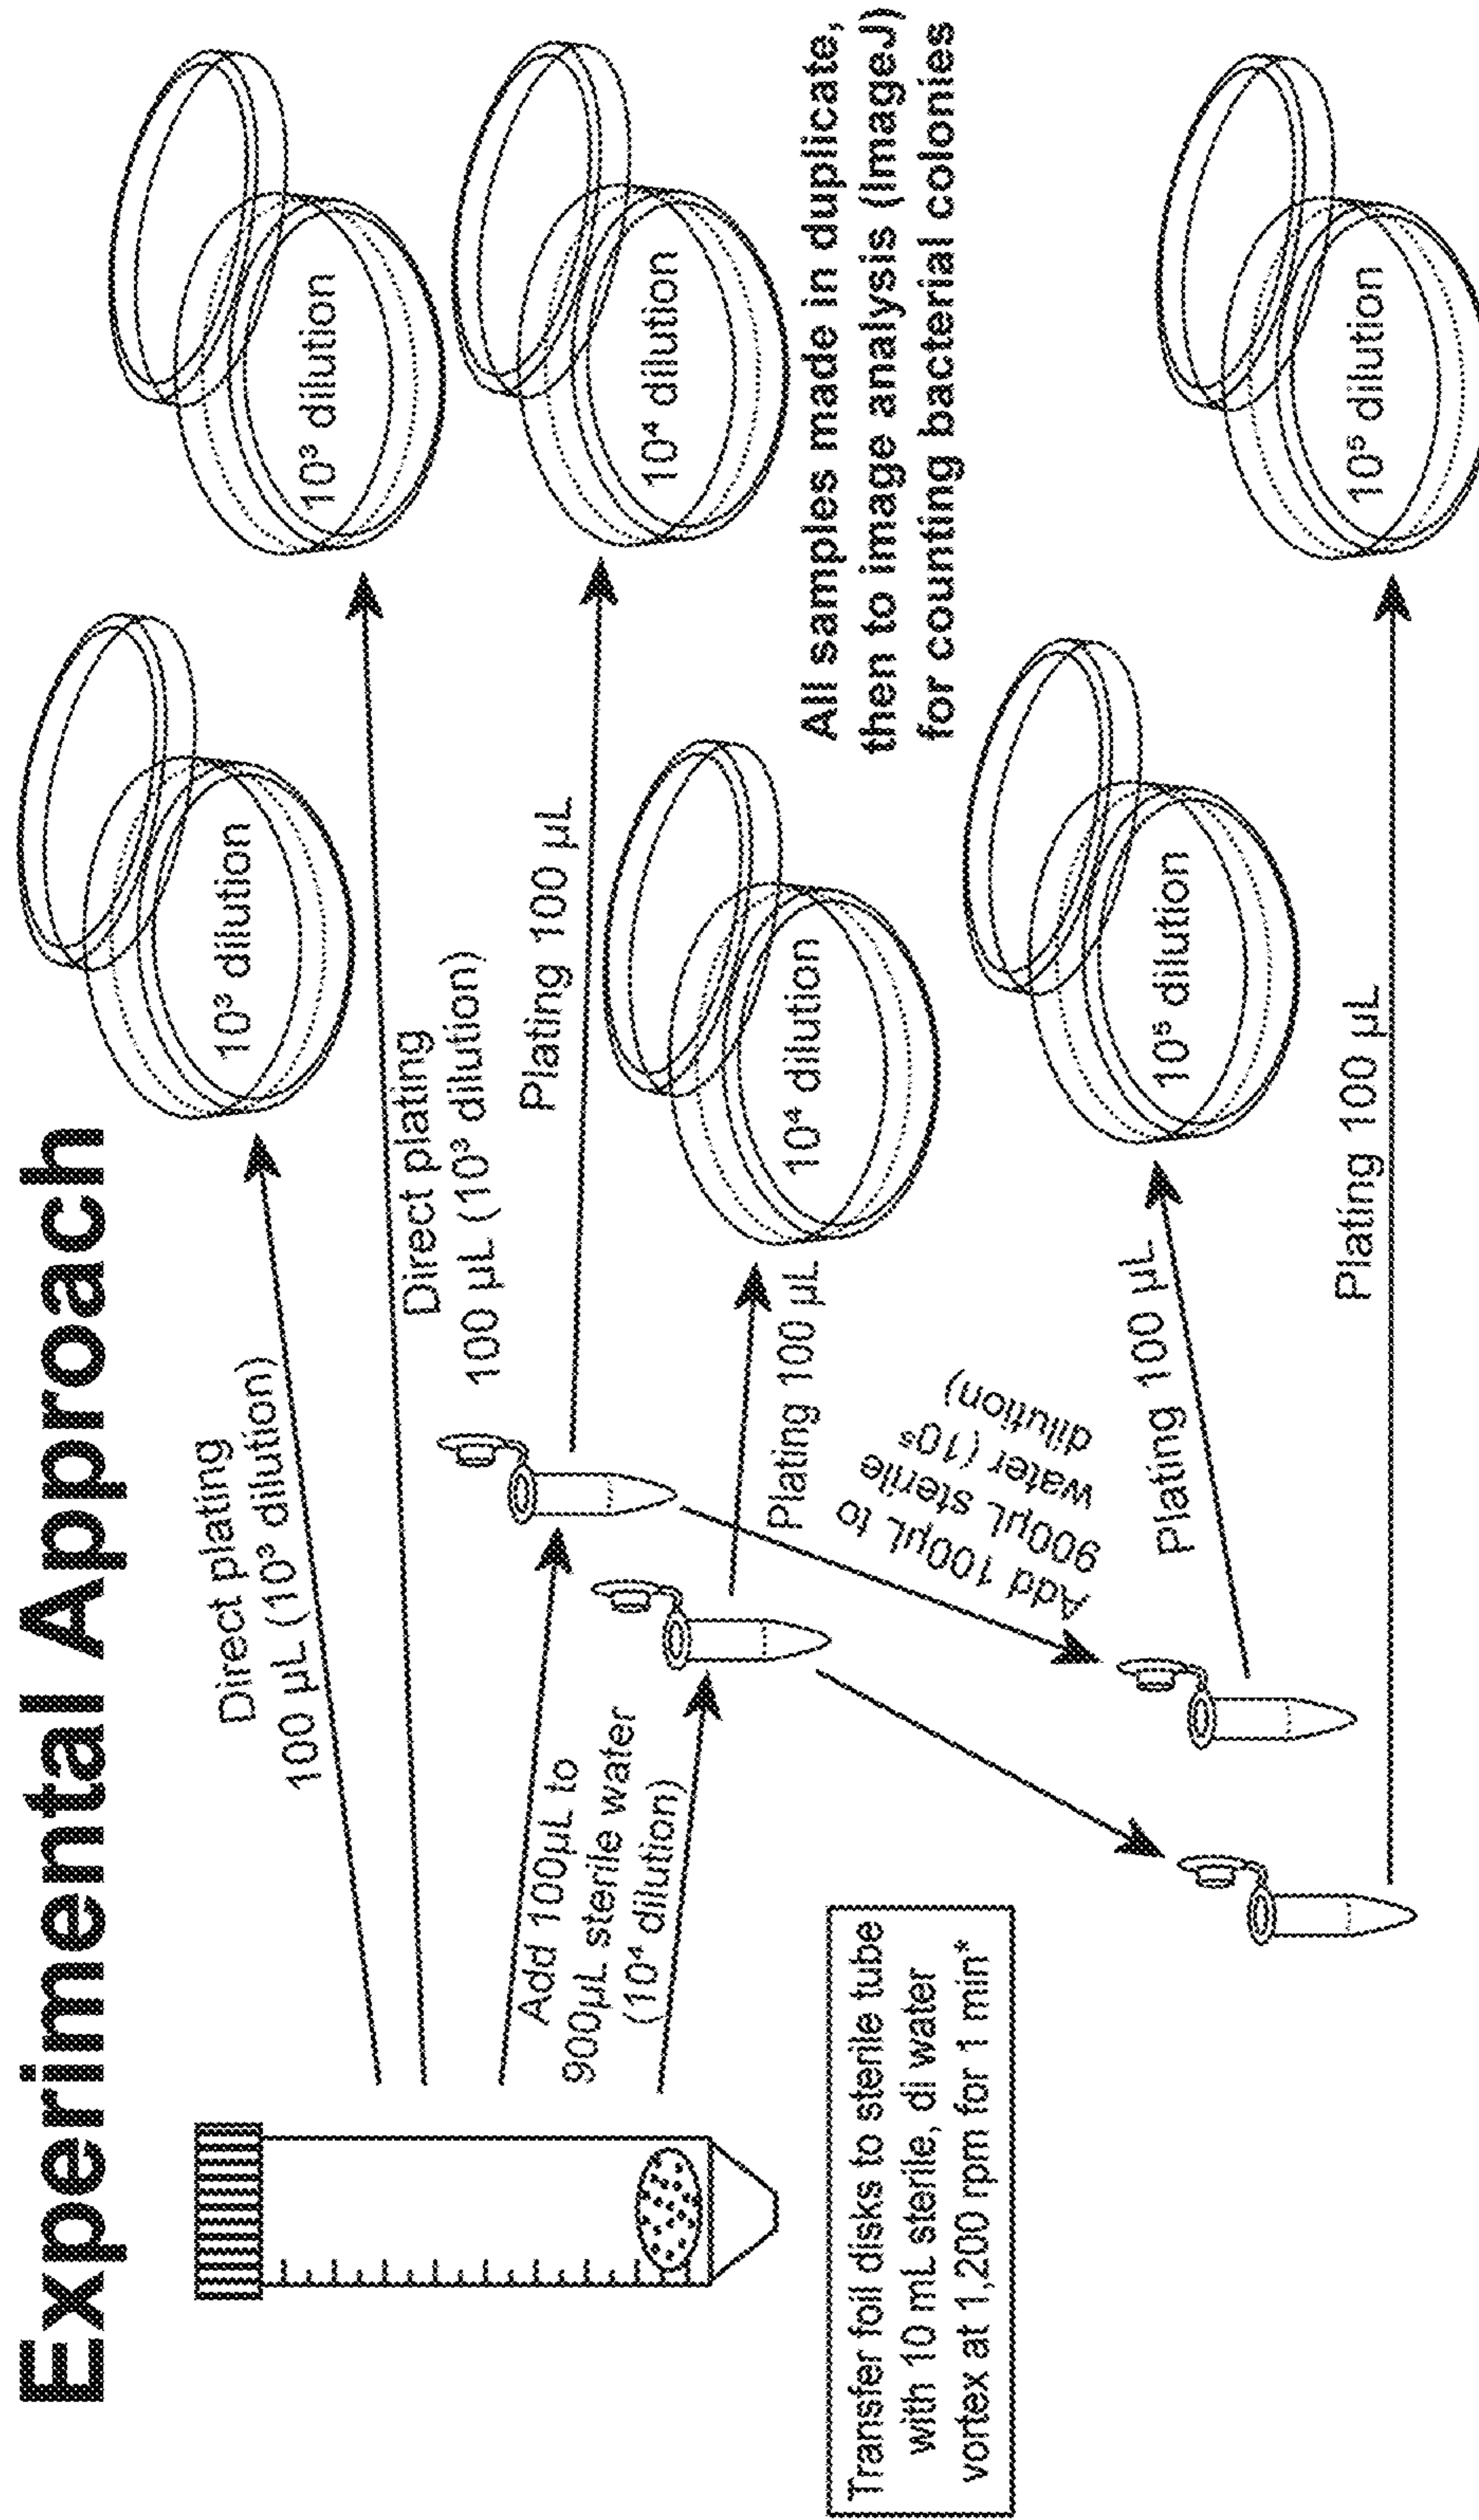 Experimental Approach
Direct plating
100 µL (10³ dilution)
10³ dilution
Direct plating
100 µL (10³ dilution)
10³ dilution
Add 100µL to
900µL sterile water
(10⁴ dilution)
Plating 100 µL
10⁴ dilution
Plating 100 µL
10⁴ dilution
All samples made in duplicate,
then to image analysis (ImageJ)
for counting bacterial colonies
Transfer foil disks to sterile tube
with 10 mL sterile, di water
vortex at 1,200 rpm for 1 min*
Add 100µL to
900µL sterile
water (10⁵
dilution)
Plating 100 µL
10⁵ dilution
Plating 100 µL
10⁵ dilution